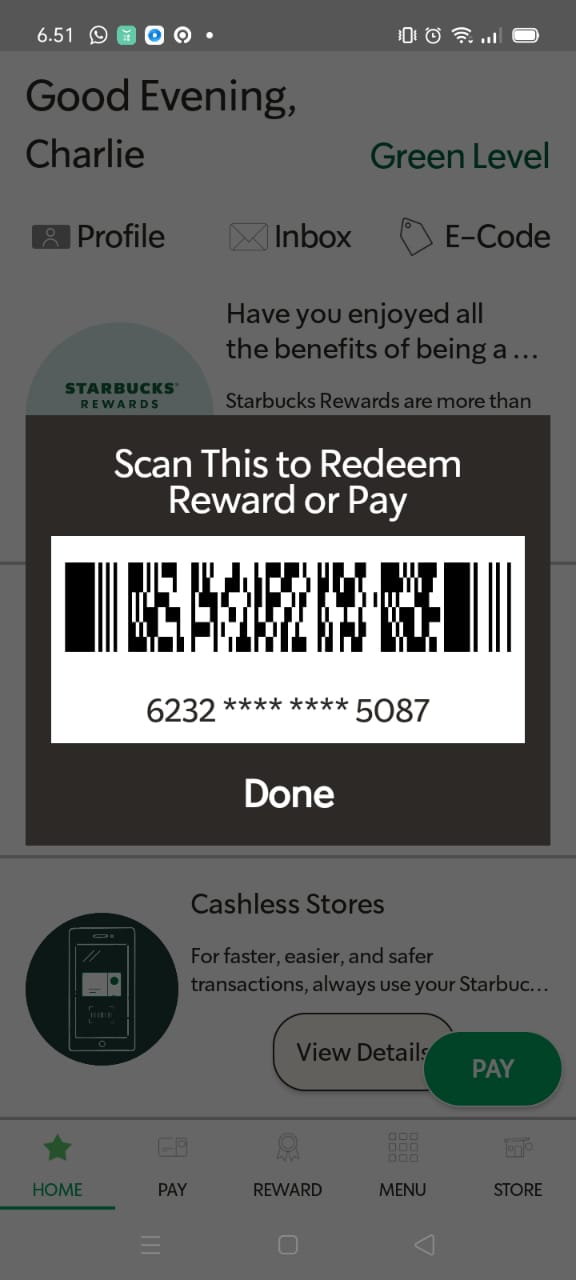 6.51
Good Evening,
Charlie
Green Level
Profile
Inbox
E-Code
Have you enjoyed all
the benefits of being a ...
STARBUCKS®
REWARDS
Starbucks Rewards are more than
Scan This to Redeem
Reward or Pay
6232 **** **** 5087
Done
Cashless Stores
For faster, easier, and safer
transactions, always use your Starbuc...
View Details
PAY
HOME
PAY
REWARD
MENU
STORE